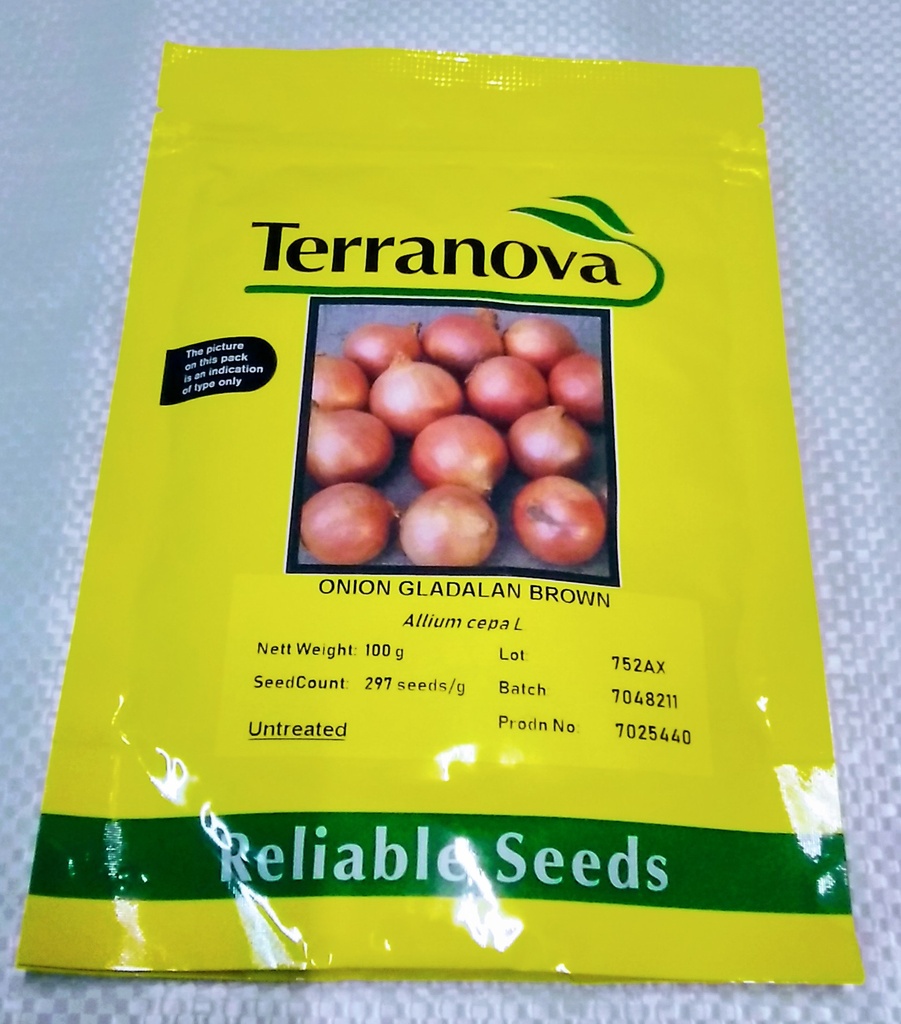 Terranova
The picture
on this pack
is an indication
of type only
ONION GLADALAN BROWN
Allium cepa L
Nett Weight: 100 g
Lot: 752AX
SeedCount: 297 seeds/g
Batch 7048211
Untreated
Prodn No: 7025440
Reliable Seeds